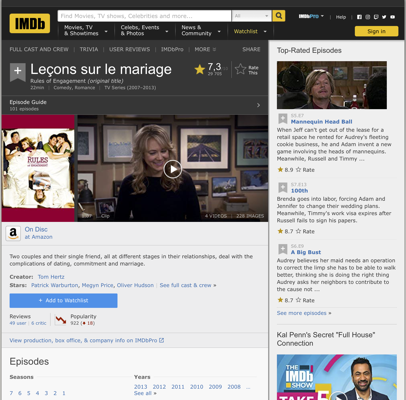 IMDb
Find Movies, TV shows, Celebrities and more...
All
IMDbPro
Help
Movies, TV
& Showtimes
Celebs, Events
& Photos
News &
Community
Watchlist
Sign in
FULL CAST AND CREW | TRIVIA | USER REVIEWS | IMDbPro | MORE
SHARE
Leçons sur le mariage
Rules of Engagement (original title)
22min | Comedy, Romance | TV Series (2007–2013)
7,3
Rate
This
Episode Guide
101 episodes
RULES of
ENGAGEMENT
Clip
4 VIDEOS | 226 IMAGES
On Disc
at Amazon
Two couples and their single friend, all at different stages in their relationships, deal with the
complications of dating, commitment and marriage.
Creator: Tom Hertz
Stars: Patrick Warburton, Megyn Price, Oliver Hudson | See full cast & crew »
+ Add to Watchlist
Reviews
49 user | 6 critic
Popularity
922 (18)
View production, box office, & company info on IMDbPro
Episodes
Seasons
7 6 5 4 3 2 1
Years
2013 2012 2011 2010 2009 2008 ...
See all »
Top-Rated Episodes
Mannequin Head Ball
When Jeff can't get out of the lease for a
retail space he rented for Audrey's fleeting
cookie business, he and Adam invent a new
game involving the heads of mannequins.
Meanwhile, Russell and Timmy ...
8.9 Rate
100th
Brenda goes into labor, forcing Adam and
Jennifer to change their wedding plans.
Meanwhile, Timmy's work visa expires after
Russell fails to sign his papers.
8.7 Rate
A Big Bust
Audrey believes her maid needs an operation
to correct the limp she has to be able to walk
better, thinking she is doing the right thing
Audrey asks her neighbors to contribute to
the cause not ...
8.7 Rate
See more episodes »
Kal Penn's Secret "Full House"
Connection
THE
IMDb
SHOW
TAKE